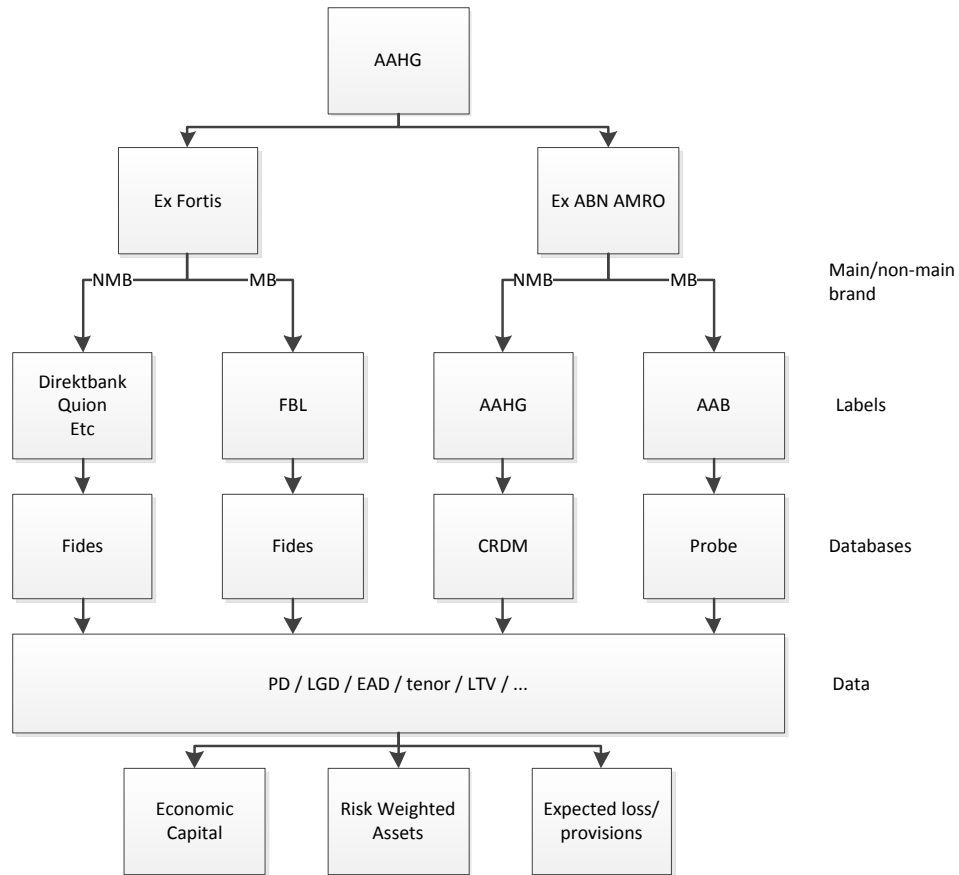 AAHG
Ex Fortis
Ex ABN AMRO
NMB
MB
NMB
MB
Main/non-main
brand
Direktbank
Quion
Etc
FBL
AAHG
AAB
Labels
Fides
Fides
CRDM
Probe
Databases
PD / LGD / EAD / tenor / LTV / ...
Data
Economic
Capital
Risk Weighted
Assets
Expected loss/
provisions